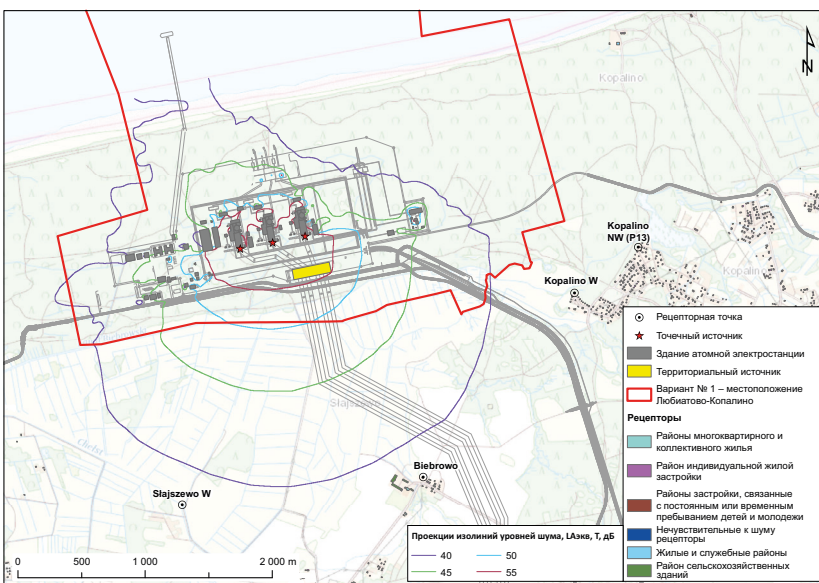 Kopalino
N
Kopalino
NW (P13)
Kopalino W
Kopalino
Słajszewo
Chełst
Biebrowo
Słajszewo W
Рецепторная точка
Точечный источник
Здание атомной электростанции
Территориальный источник
Вариант № 1 – местоположение
Любиатово-Копалино
Рецепторы
Районы многоквартирного и
коллективного жилья
Район индивидуальной жилой
застройки
Районы застройки, связанные
с постоянным или временным
пребыванием детей и молодежи
Нечувствительные к шуму
рецепторы
Жилые и служебные районы
Район сельскохозяйственных
зданий
Проекции изолиний уровней шума, LАэкв, Т, дБ
40 50
45 55
0 500 1 000 2 000 m